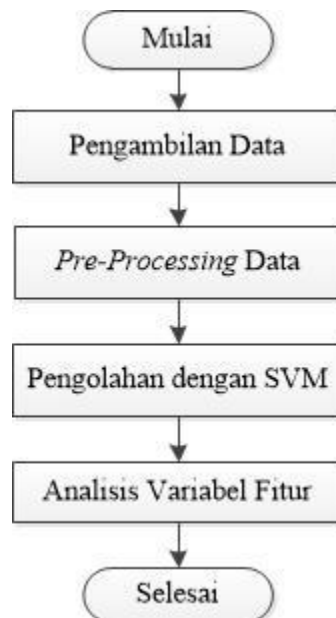 Mulai
Pengambilan Data
Pre-Processing Data
Pengolahan dengan SVM
Analisis Variabel Fitur
Selesai